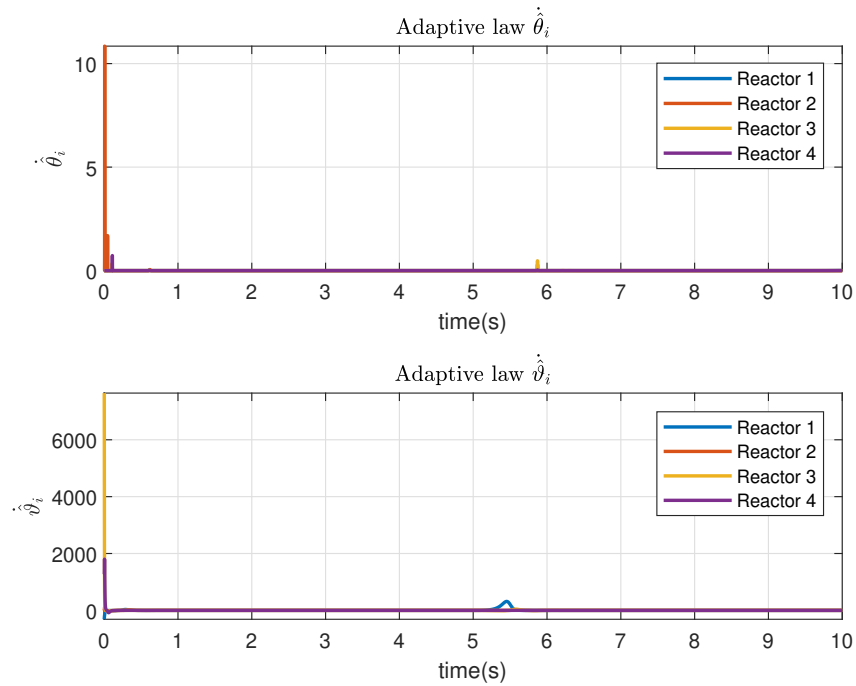 Adaptive law $\dot{\hat{\theta}}_i$
10
5
0
$\dot{\hat{\theta}}_i$
Reactor 1
Reactor 2
Reactor 3
Reactor 4
0 1 2 3 4 5 6 7 8 9 10
time(s)
Adaptive law $\dot{\hat{\vartheta}}_i$
6000
4000
2000
0
$\dot{\hat{\vartheta}}_i$
Reactor 1
Reactor 2
Reactor 3
Reactor 4
0 1 2 3 4 5 6 7 8 9 10
time(s)